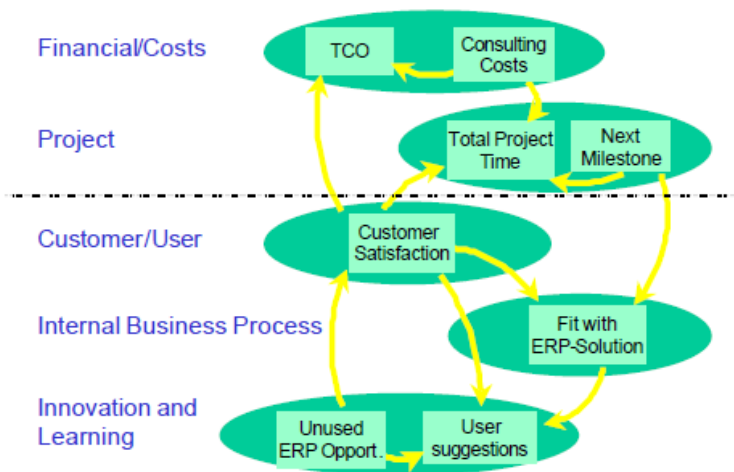 Financial/Costs
TCO
Consulting
Costs
Project
Total Project
Time
Next
Milestone
Customer/User
Customer
Satisfaction
Internal Business Process
Fit with
ERP-Solution
Innovation and
Learning
Unused
ERP Opport.
User
suggestions